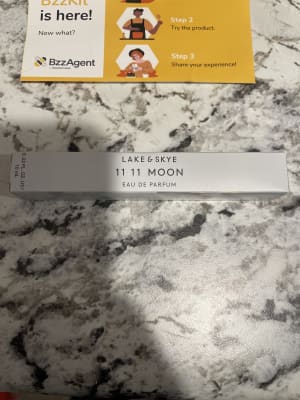 BzzKit
is here!
Now what?
BzzAgent
Step 2
Try the product.
Step 3
Share your experience!
LAKE & SKYE
11 11 MOON
EAU DE PARFUM